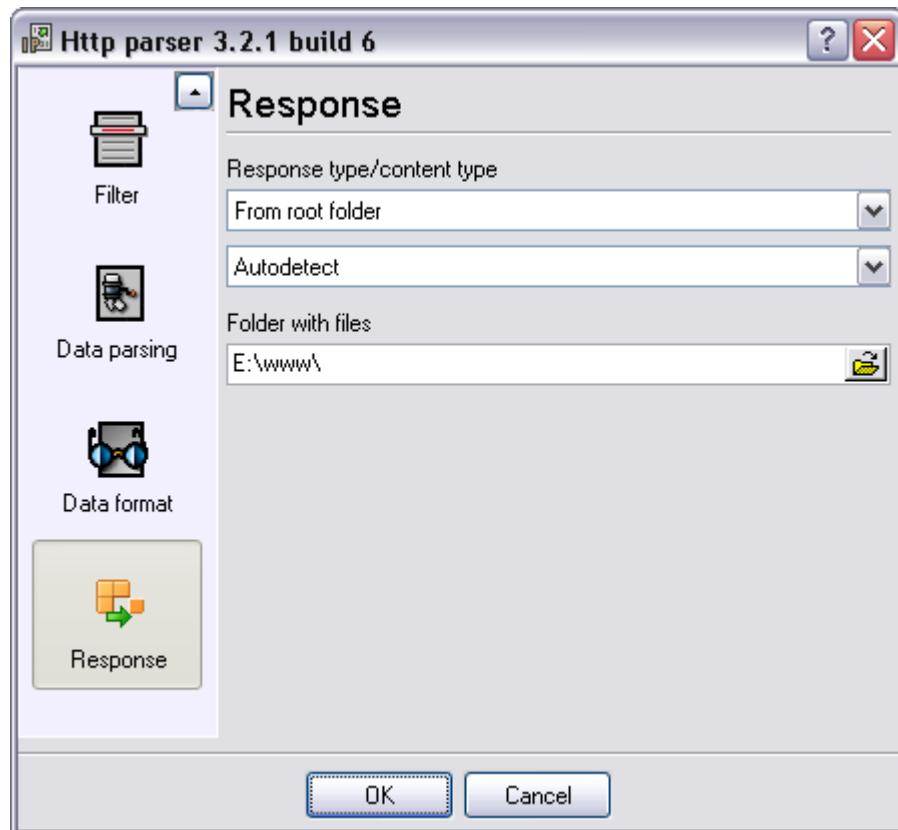 Http parser 3.2.1 build 6
Filter
Data parsing
Data format
Response
Response
Response type/content type
From root folder
Autodetect
Folder with files
E:\www\
OK
Cancel